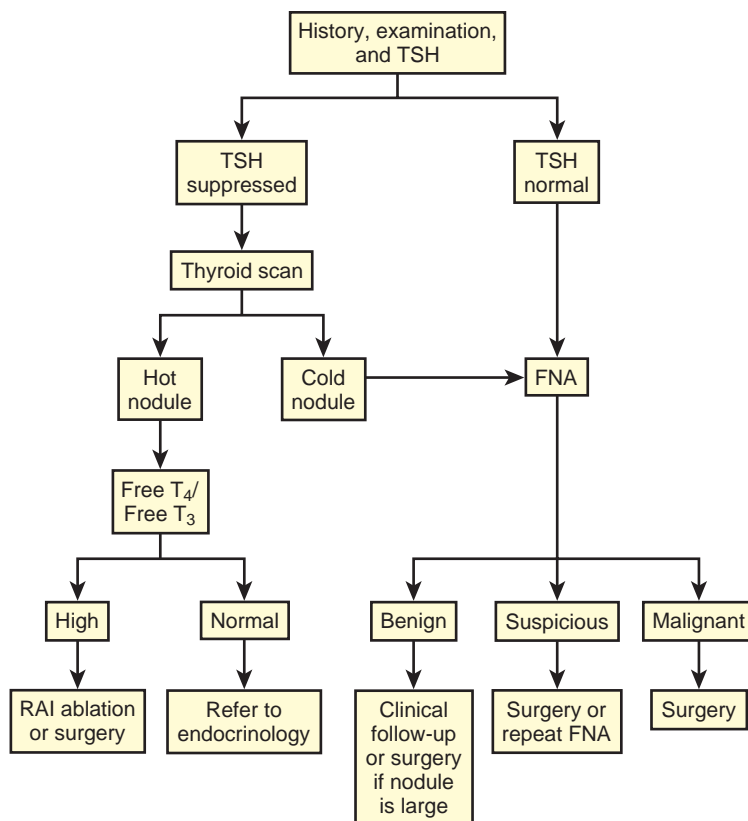 History, examination,
and TSH
TSH
suppressed
TSH
normal
Thyroid scan
Hot
nodule
Cold
nodule
FNA
Free T₄/
Free T₃
High
Normal
Benign
Suspicious
Malignant
RAI ablation
or surgery
Refer to
endocrinology
Clinical
follow-up
or surgery
if nodule
is large
Surgery or
repeat FNA
Surgery